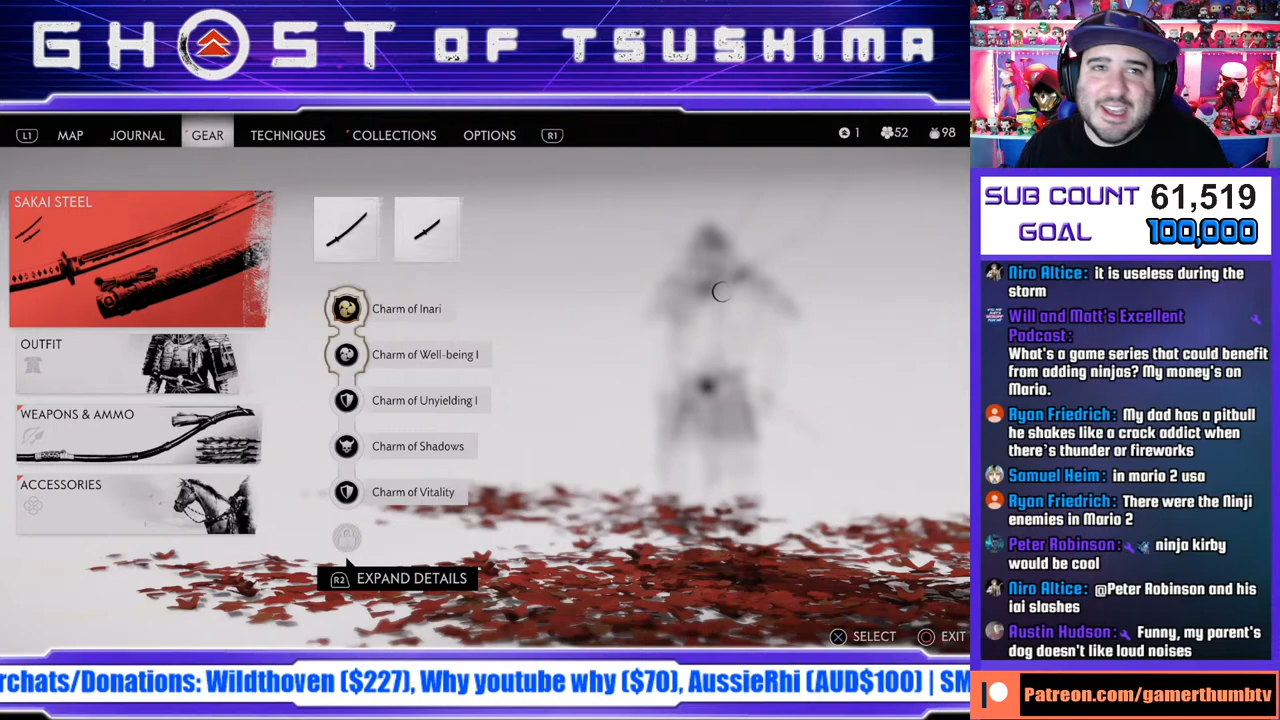 GHOST OF TSUSHIMA
L1 MAP JOURNAL GEAR TECHNIQUES COLLECTIONS OPTIONS R1
1 52 98
SAKAI STEEL
OUTFIT
WEAPONS & AMMO
ACCESSORIES
Charm of Inari
Charm of Well-being I
Charm of Unyielding I
Charm of Shadows
Charm of Vitality
R2 EXPAND DETAILS
SELECT EXIT
SUB COUNT 61,519
GOAL 100,000
Niro Altice: it is useless during the
storm
Will and Matt's Excellent
Podcast:
What's a game series that could benefit
from adding ninjas? My money's on
Mario.
Ryan Friedrich: My dad has a pitbull
he shakes like a crack addict when
there's thunder or fireworks
Samuel Heim: in mario 2 usa
Ryan Friedrich: There were the Ninji
enemies in Mario 2
Peter Robinson: ninja kirby
would be cool
Niro Altice: @Peter Robinson and his
iai slashes
Austin Hudson: Funny, my parent's
dog doesn't like loud noises
rchats/Donations: Wildthoven ($227), Why youtube why ($70), AussieRhi (AUD$100) | SM
Patreon.com/gamerthumbtv